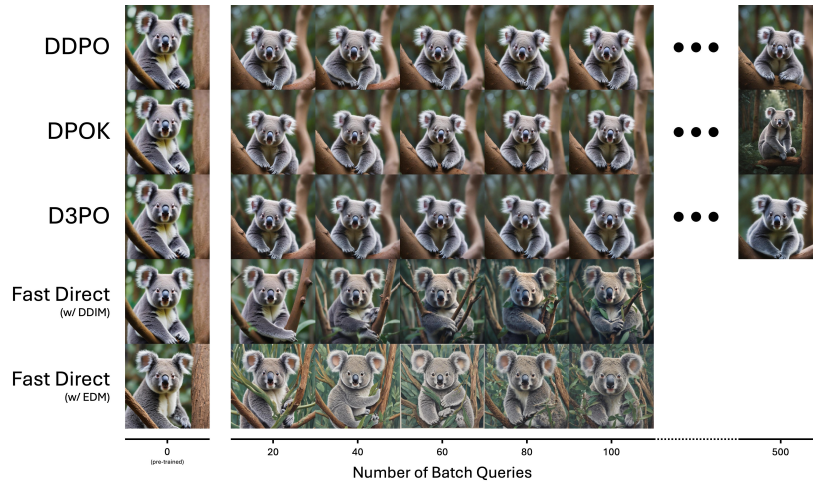 DDPO
DPOK
D3PO
Fast Direct
(w/ DDIM)
Fast Direct
(w/ EDM)
0 20 40 60 80 100 500
(pre-trained)
Number of Batch Queries